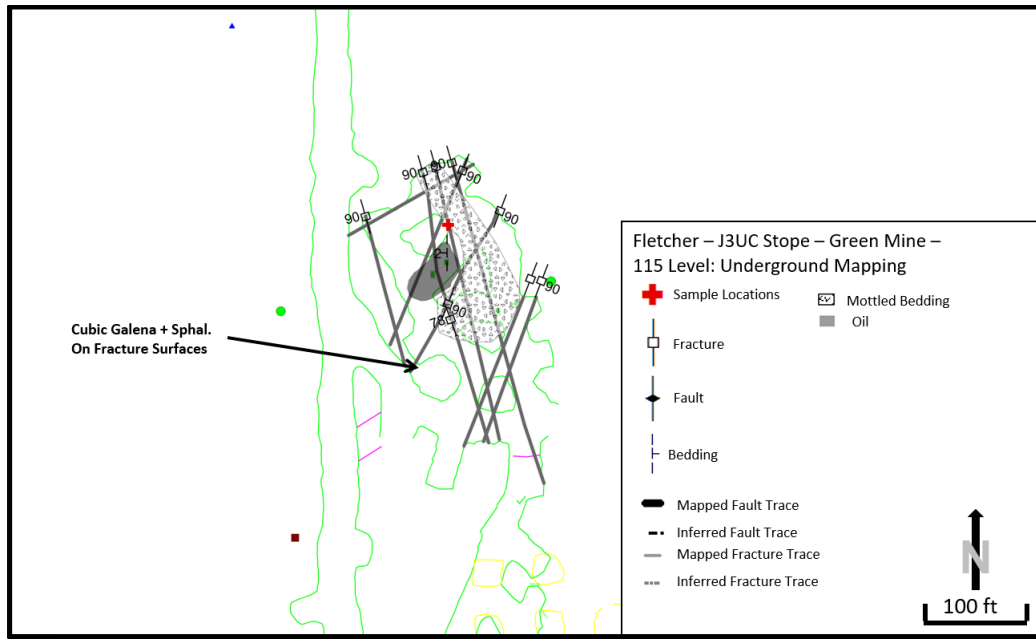 90
90
90
90
90
90
2
90
78
90
Cubic Galena + Sphal.
On Fracture Surfaces
Fletcher – J3UC Stope – Green Mine –
115 Level: Underground Mapping
Sample Locations
Mottled Bedding
Oil
Fracture
Fault
Bedding
Mapped Fault Trace
Inferred Fault Trace
Mapped Fracture Trace
Inferred Fracture Trace
N
100 ft